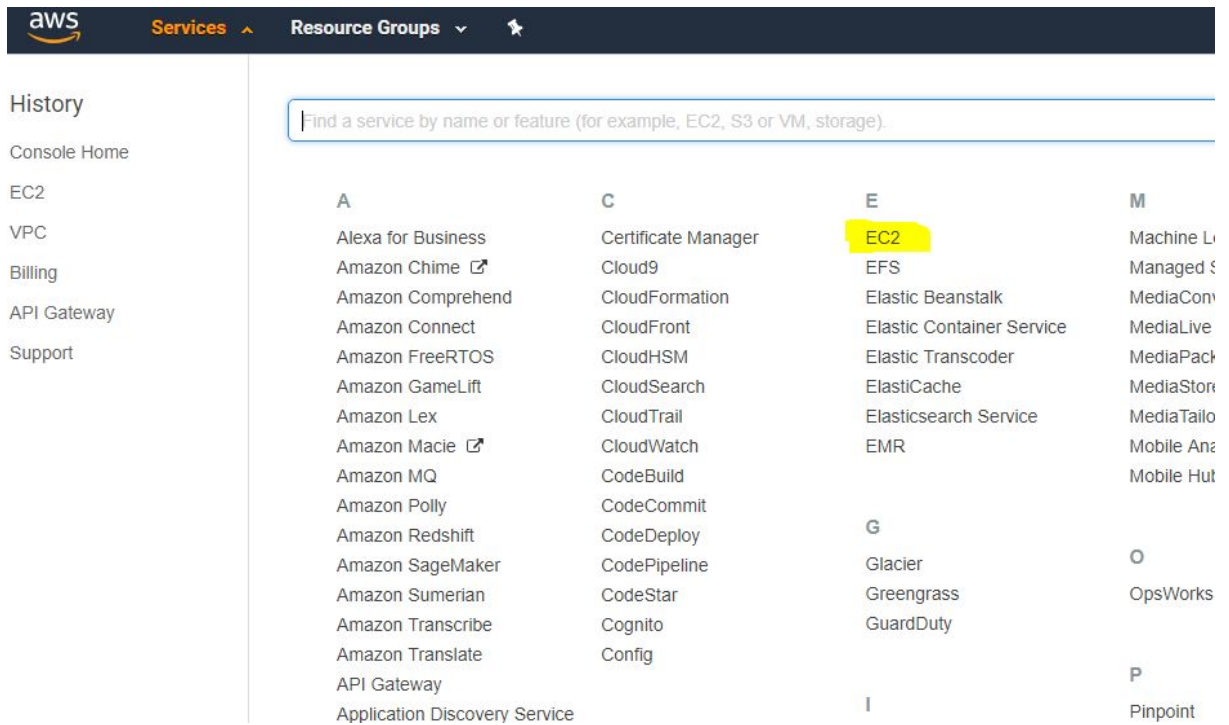 aws
Services
Resource Groups
History
Console Home
EC2
VPC
Billing
API Gateway
Support
Find a service by name or feature (for example, EC2, S3 or VM, storage).
A
Alexa for Business
Amazon Chime
Amazon Comprehend
Amazon Connect
Amazon FreeRTOS
Amazon GameLift
Amazon Lex
Amazon Macie
Amazon MQ
Amazon Polly
Amazon Redshift
Amazon SageMaker
Amazon Sumerian
Amazon Transcribe
Amazon Translate
API Gateway
Application Discovery Service
C
Certificate Manager
Cloud9
CloudFormation
CloudFront
CloudHSM
CloudSearch
CloudTrail
CloudWatch
CodeBuild
CodeCommit
CodeDeploy
CodePipeline
CodeStar
Cognito
Config
E
EC2
EFS
Elastic Beanstalk
Elastic Container Service
Elastic Transcoder
ElastiCache
Elasticsearch Service
EMR
G
Glacier
Greengrass
GuardDuty
I
M
Machine
Managed
MediaLive
Mobile
Mobile
O
OpsWorks
P
Pinpoint